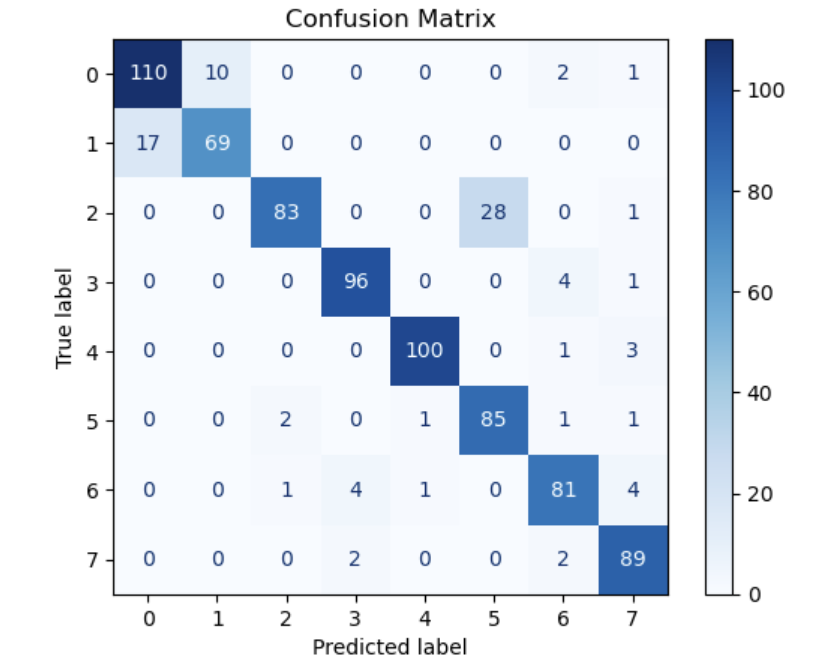 Confusion Matrix
0 110 10 0 0 0 0 2 1
1 17 69 0 0 0 0 0 0
2 0 0 83 0 0 28 0 1
3 0 0 0 96 0 0 4 1
4 0 0 0 0 100 0 1 3
5 0 0 2 0 1 85 1 1
6 0 0 1 4 1 0 81 4
7 0 0 0 2 0 0 2 89
0 1 2 3 4 5 6 7
Predicted label
True label
100
80
60
40
20
0